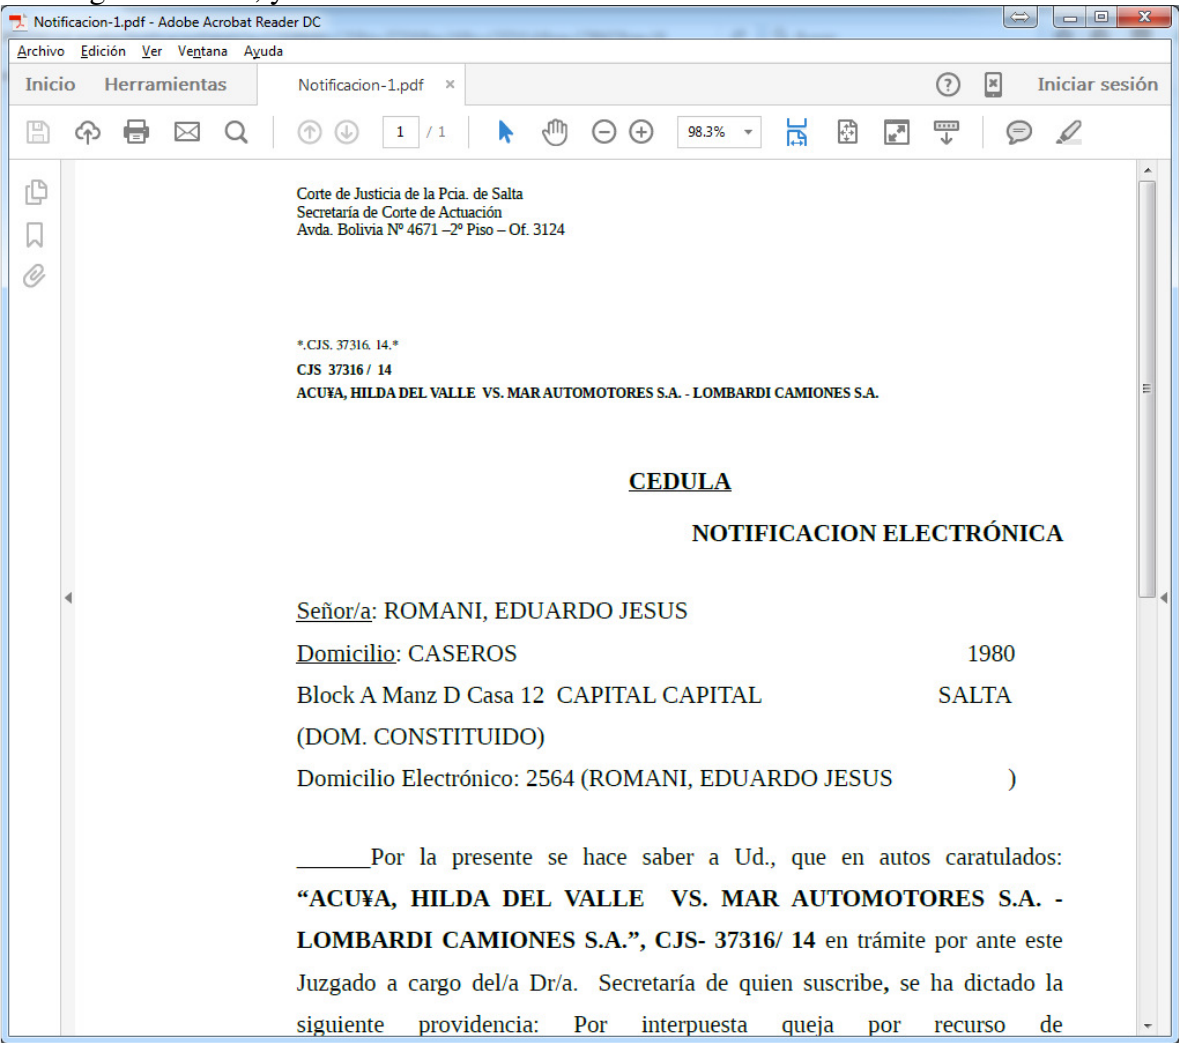 Notificacion-1.pdf - Adobe Acrobat Reader DC
Archivo Edición Ver Ventana Ayuda
Inicio Herramientas Notificacion-1.pdf × Iniciar sesión
1 / 1 98.3%
Corte de Justicia de la Pcia. de Salta
Secretaría de Corte de Actuación
Avda. Bolivia Nº 4671 –2º Piso – Of. 3124
*.CJS. 37316. 14.*
CJS 37316 / 14
ACU¥A, HILDA DEL VALLE VS. MAR AUTOMOTORES S.A. - LOMBARDI CAMIONES S.A.
CEDULA
NOTIFICACION ELECTRÓNICA
Señor/a: ROMANI, EDUARDO JESUS
Domicilio: CASEROS 1980
Block A Manz D Casa 12 CAPITAL CAPITAL SALTA
(DOM. CONSTITUIDO)
Domicilio Electrónico: 2564 (ROMANI, EDUARDO JESUS )
______Por la presente se hace saber a Ud., que en autos caratulados:
“ACU¥A, HILDA DEL VALLE VS. MAR AUTOMOTORES S.A. -
LOMBARDI CAMIONES S.A.”, CJS- 37316/ 14 en trámite por ante este
Juzgado a cargo del/a Dr/a. Secretaría de quien suscribe, se ha dictado la
siguiente providencia: Por interpuesta queja por recurso de